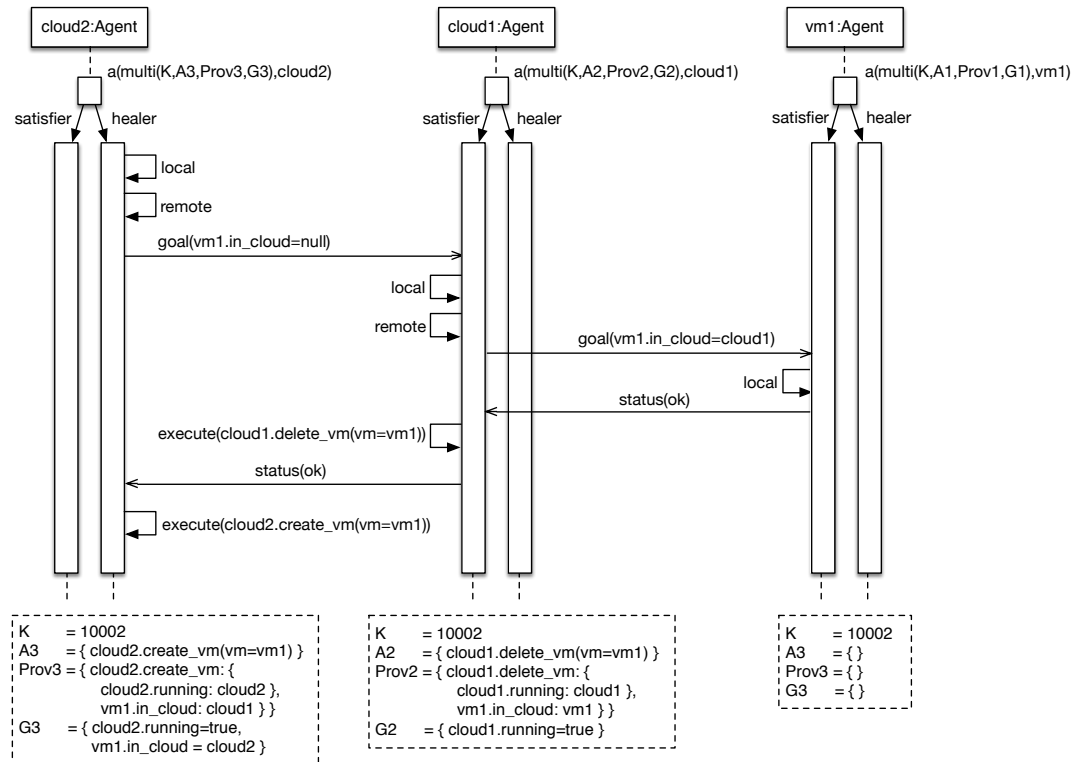 cloud2:Agent
cloud1:Agent
vm1:Agent
a(multi(K,A3,Prov3,G3),cloud2)
a(multi(K,A2,Prov2,G2),cloud1)
a(multi(K,A1,Prov1,G1),vm1)
satisfier
healer
satisfier
healer
satisfier
healer
local
remote
goal(vm1.in_cloud=null)
local
remote
goal(vm1.in_cloud=cloud1)
local
status(ok)
execute(cloud1.delete_vm(vm=vm1))
status(ok)
execute(cloud2.create_vm(vm=vm1))
K = 10002
A3 = { cloud2.create_vm(vm=vm1) }
Prov3 = { cloud2.create_vm: {
cloud2.running: cloud2 },
vm1.in_cloud: cloud1 } }
G3 = { cloud2.running=true,
vm1.in_cloud = cloud2 }
K = 10002
A2 = { cloud1.delete_vm(vm=vm1) }
Prov2 = { cloud1.delete_vm: {
cloud1.running: cloud1 },
vm1.in_cloud: vm1 } }
G2 = { cloud1.running=true }
K = 10002
A3 = { }
Prov3 = { }
G3 = { }